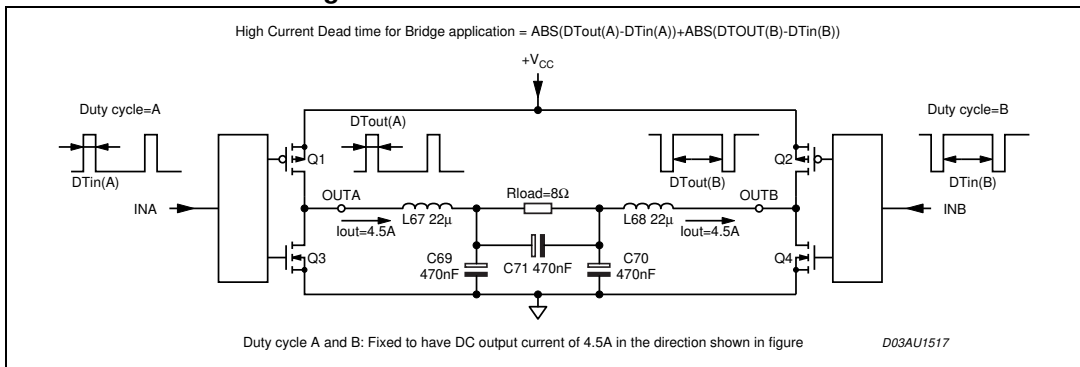 High Current Dead time for Bridge application = ABS(DTout(A)-DTin(A))+ABS(DTOUT(B)-DTin(B))
+VCC
Duty cycle=A
DTin(A)
INA
Q1
Q3
DTout(A)
OUTA
Iout=4.5A
L67 22µ
Rload=8Ω
C69
470nF
C71 470nF
C70
470nF
L68 22µ
DTout(B)
OUTB
Iout=4.5A
Q2
Q4
Duty cycle=B
DTin(B)
INB
Duty cycle A and B: Fixed to have DC output current of 4.5A in the direction shown in figure
D03AU1517